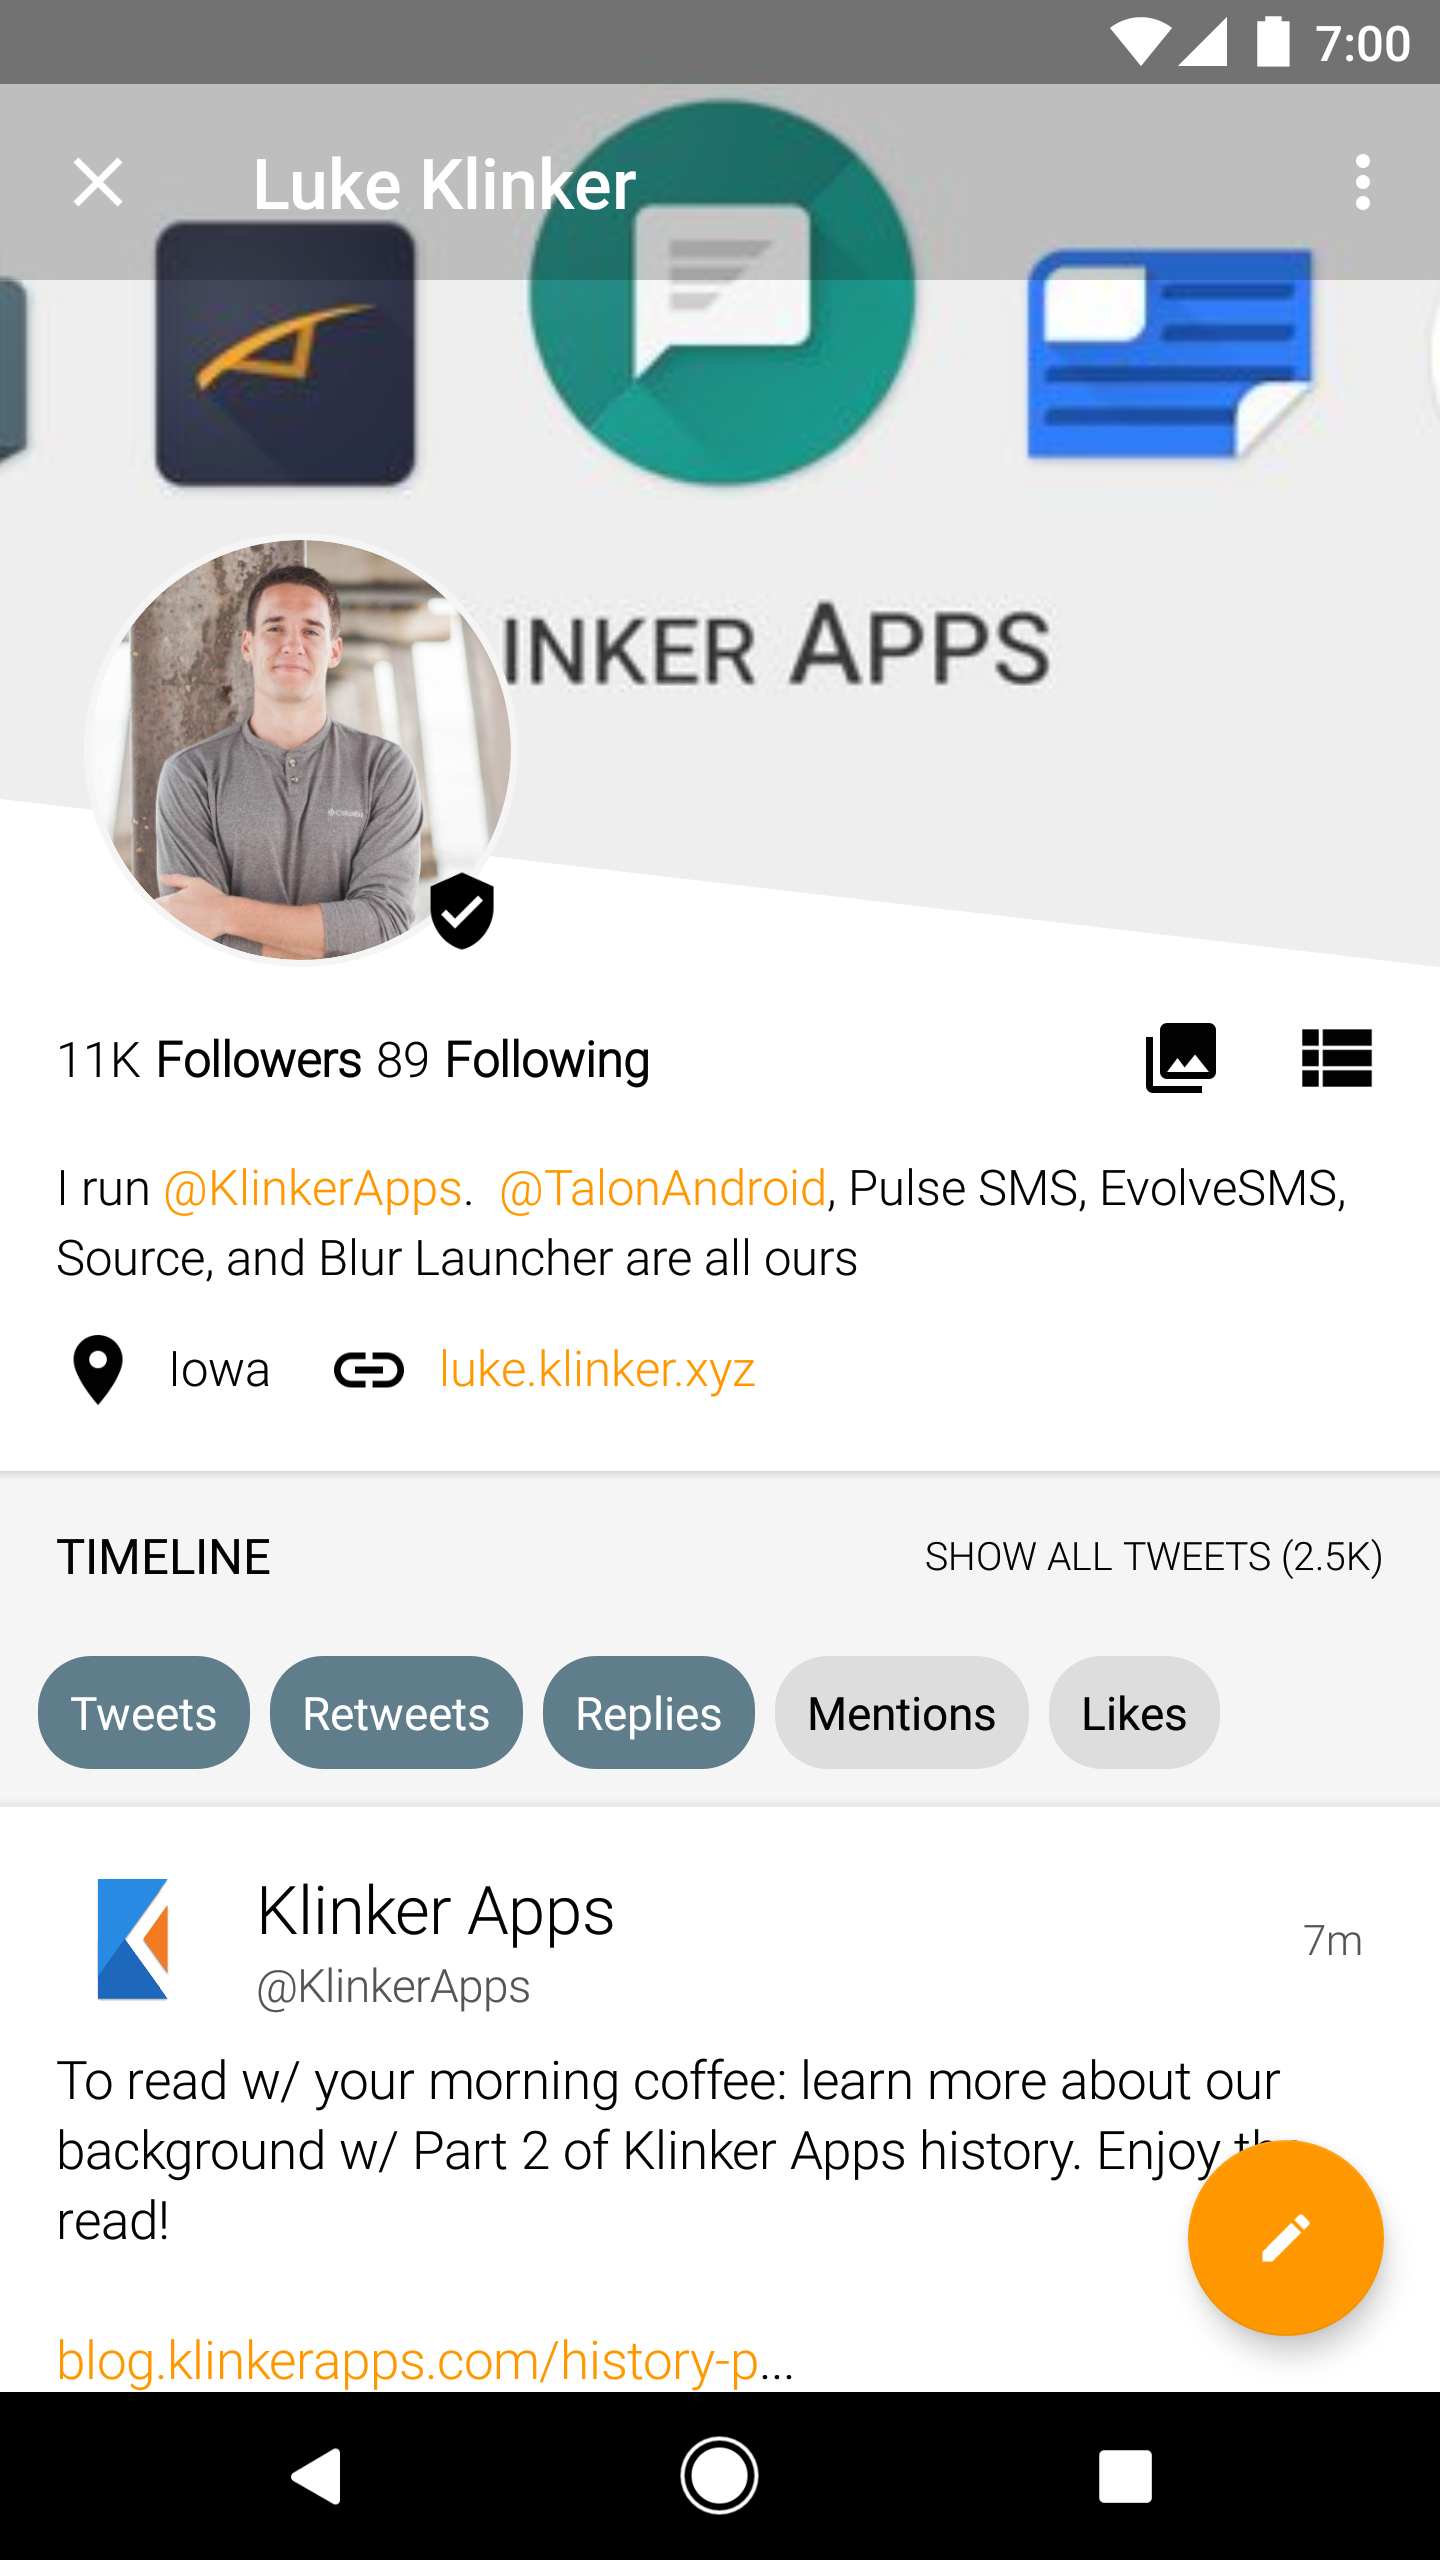 7:00
Luke Klinker
INKER APPS
11K Followers 89 Following
I run @KlinkerApps.  @TalonAndroid, Pulse SMS, EvolveSMS,
Source, and Blur Launcher are all ours
Iowa luke.klinker.xyz
TIMELINE SHOW ALL TWEETS (2.5K)
Tweets Retweets Replies Mentions Likes
Klinker Apps
7m
@KlinkerApps
To read w/ your morning coffee: learn more about our
background w/ Part 2 of Klinker Apps history. Enjoy the
read!
blog.klinkerapps.com/history-p...